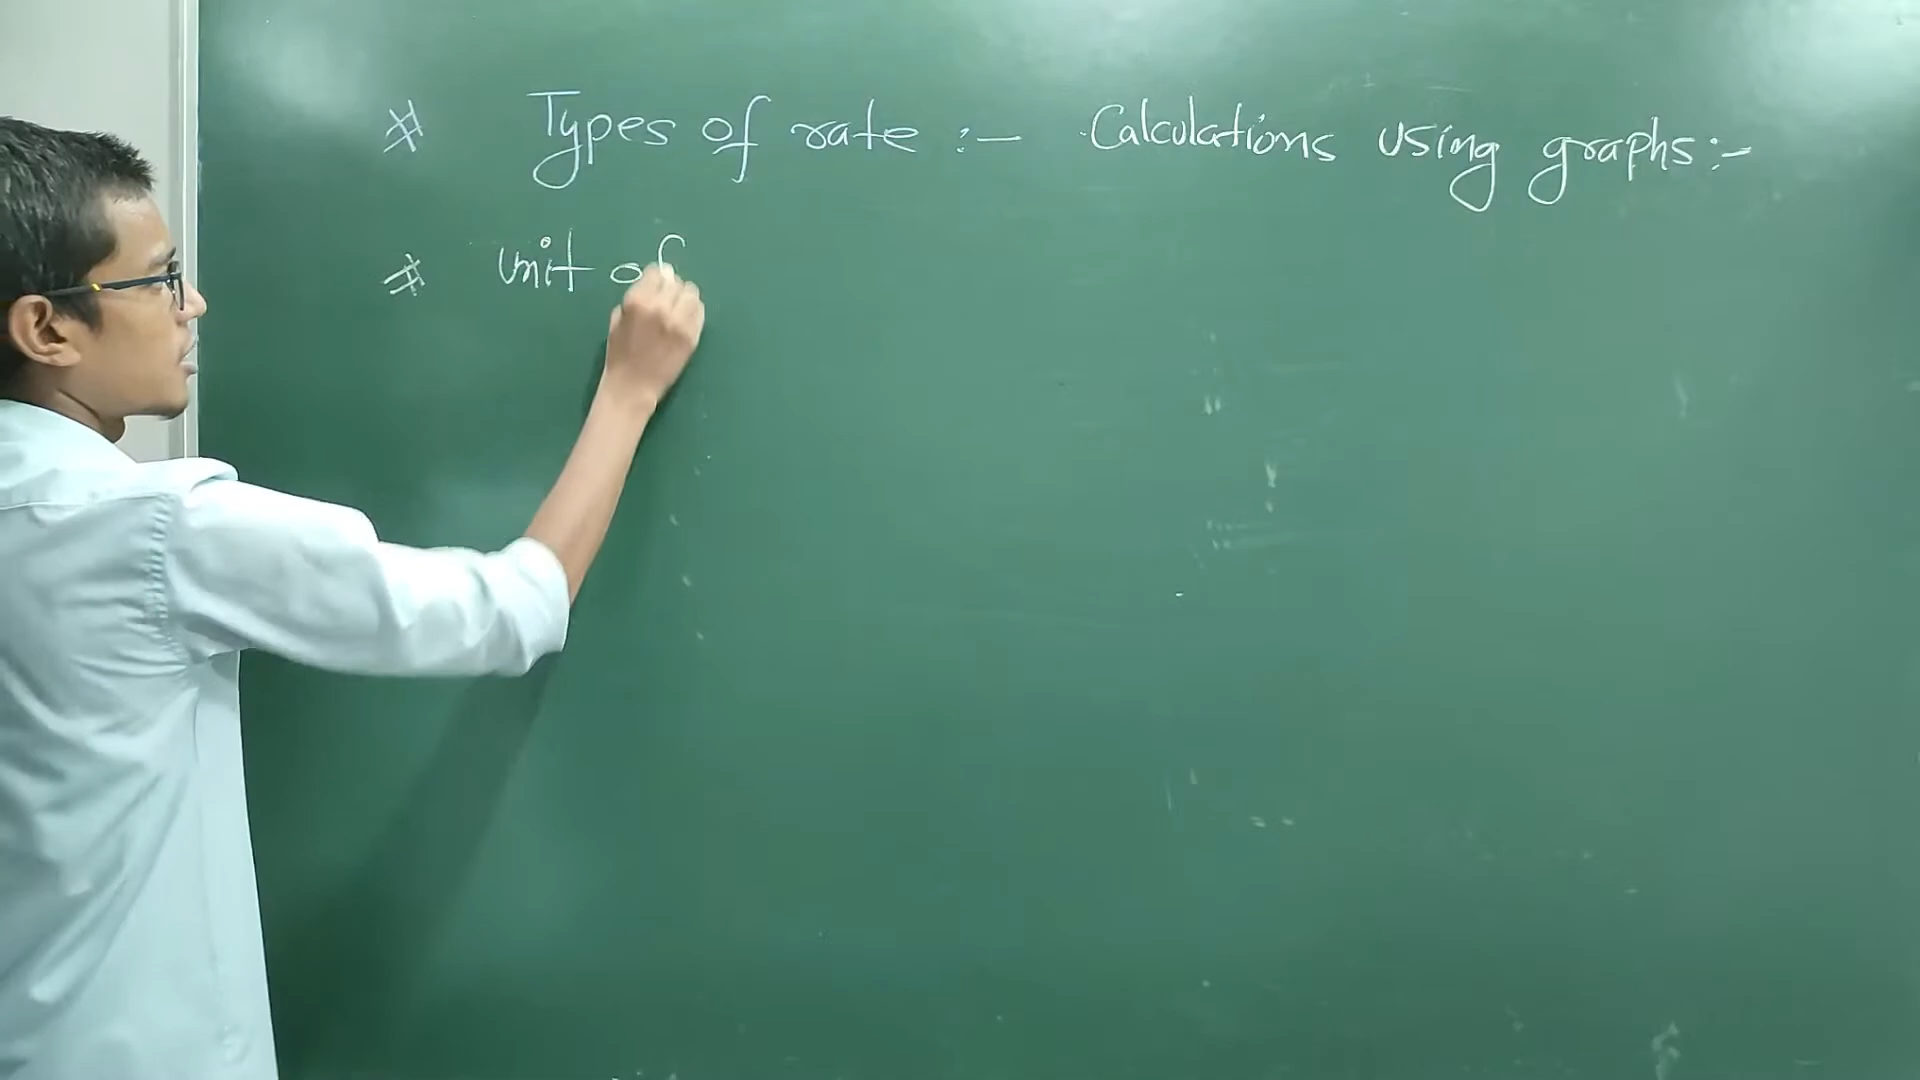 # Types of rate :- Calculations using graphs:-
# Unit of